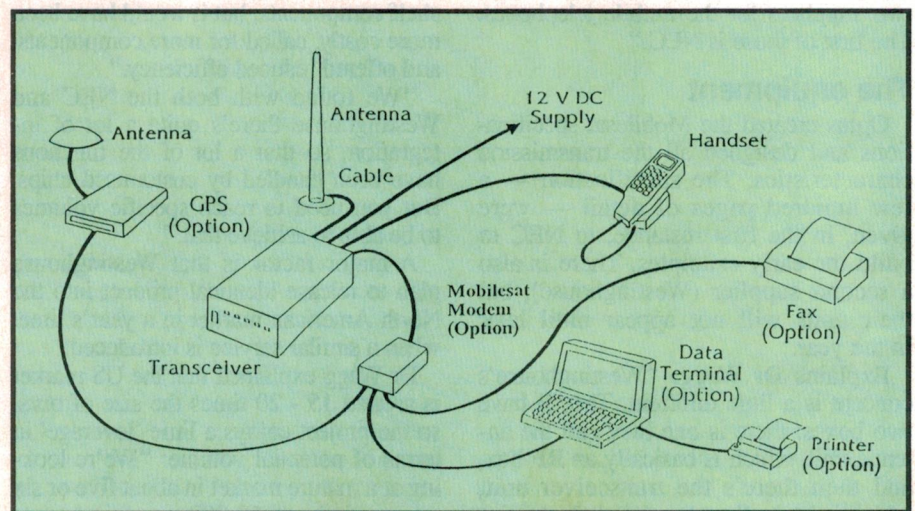 Antenna
GPS
(Option)
Antenna
Cable
12 V DC
Supply
Handset
Fax
(Option)
Mobilesat
Modem
(Option)
Transceiver
Data
Terminal
(Option)
Printer
(Option)